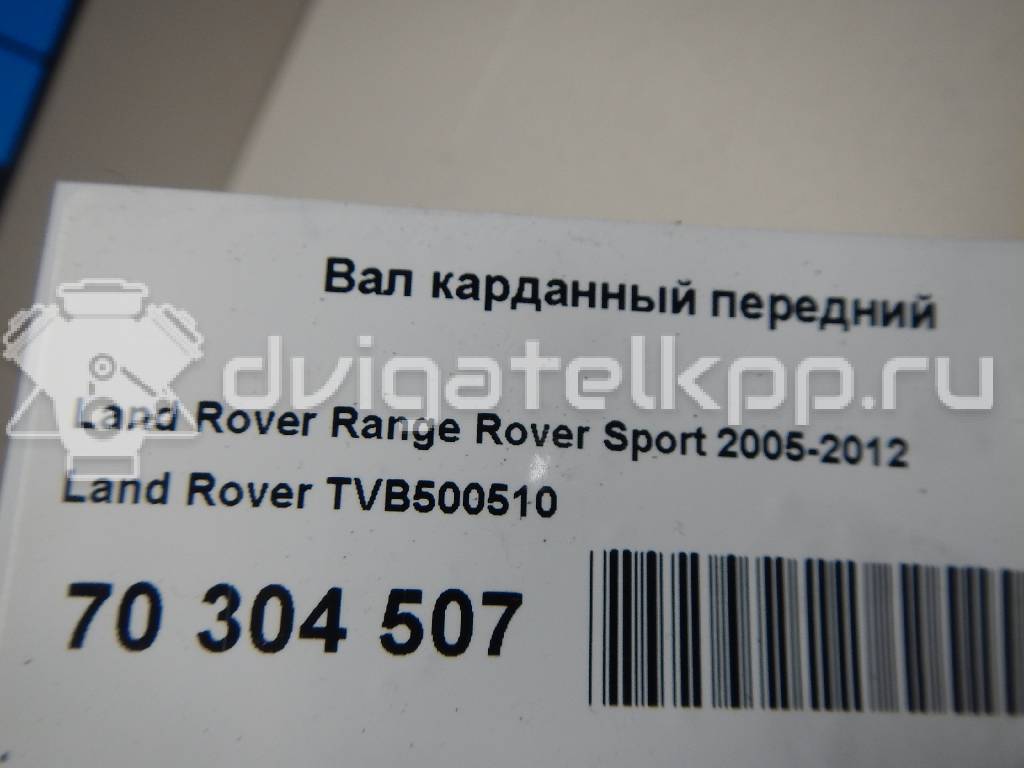 Вал карданный передний
dvigatelkpp.ru
Land Rover Range Rover Sport 2005-2012
Land Rover TVB500510
70 304 507